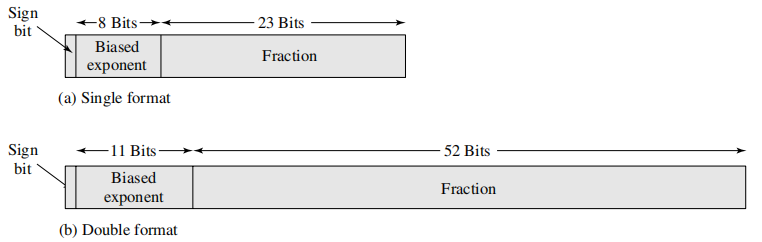 Sign
bit
8 Bits
23 Bits
Biased
exponent
Fraction
(a) Single format
Sign
bit
11 Bits
52 Bits
Biased
exponent
Fraction
(b) Double format